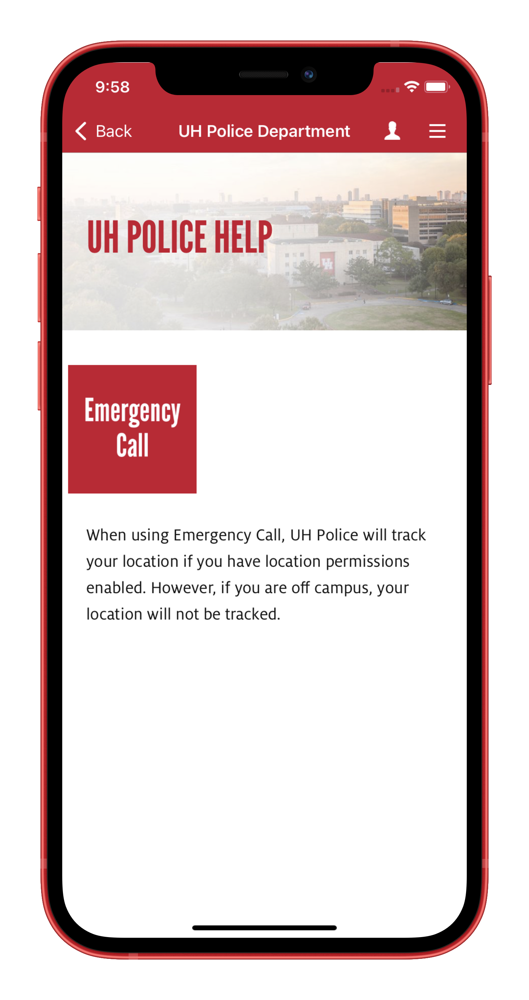 9:58
Back
UH Police Department
UH POLICE HELP
Emergency
Call
When using Emergency Call, UH Police will track
your location if you have location permissions
enabled. However, if you are off campus, your
location will not be tracked.